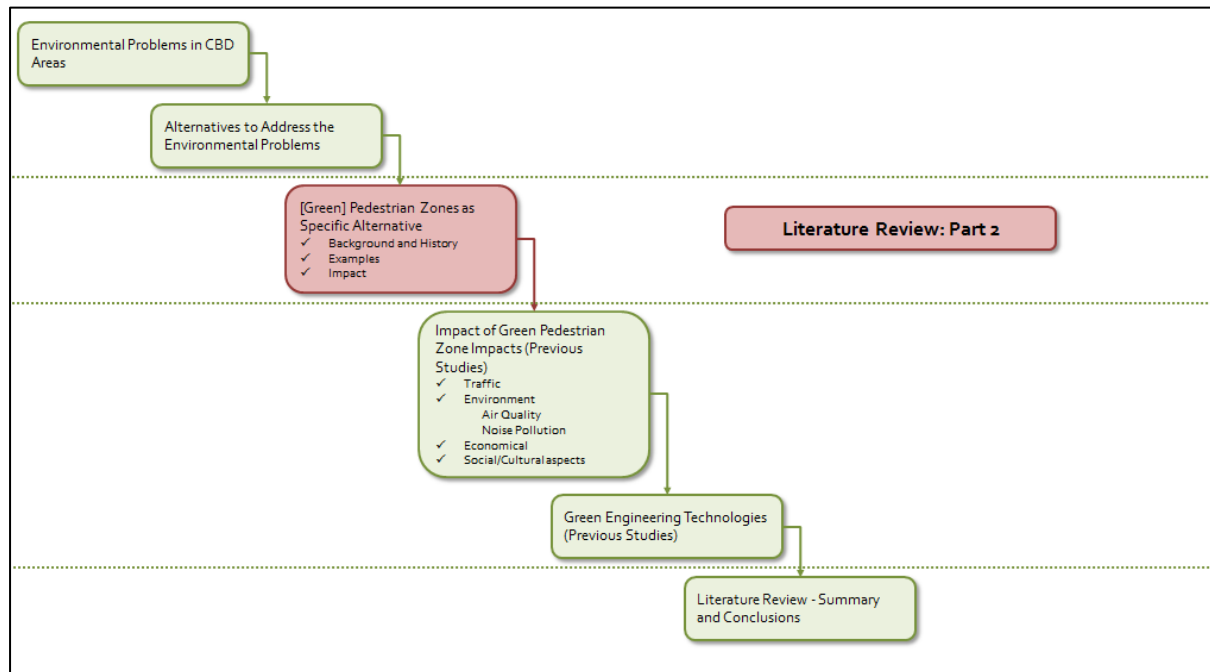 Environmental Problems in CBD
Areas
Alternatives to Address the
Environmental Problems
[Green] Pedestrian Zones as
Specific Alternative
✓ Background and History
✓ Examples
✓ Impact
Literature Review: Part 2
Impact of Green Pedestrian
Zone Impacts (Previous
Studies)
✓ Traffic
✓ Environment
Air Quality
Noise Pollution
✓ Economical
✓ Social/Cultural aspects
Green Engineering Technologies
(Previous Studies)
Literature Review - Summary
and Conclusions